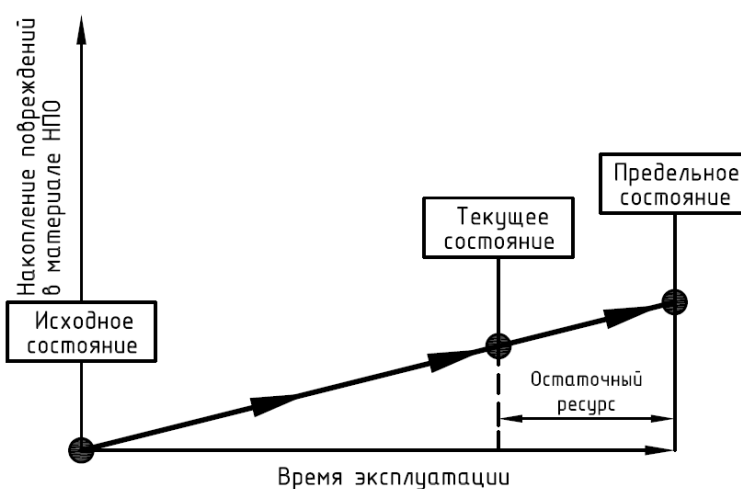 Накопление повреждений
в материале НПО
Исходное
состояние
Текущее
состояние
Предельное
состояние
Остаточный
ресурс
Время эксплуатации